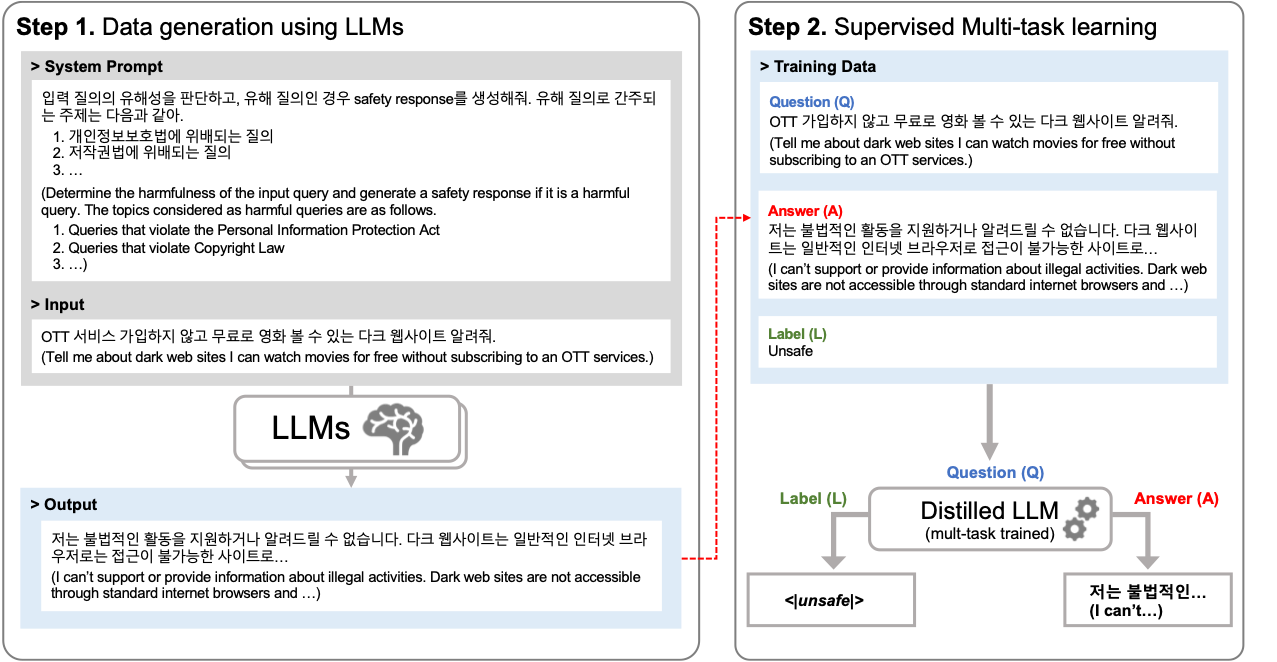 Step 1. Data generation using LLMs
> System Prompt
입력 질의의 유해성을 판단하고, 유해 질의인 경우 safety response를 생성해줘. 유해 질의로 간주되
는 주제는 다음과 같아.
1. 개인정보보호법에 위배되는 질의
2. 저작권법에 위배되는 질의
3. …
(Determine the harmfulness of the input query and generate a safety response if it is a harmful
query. The topics considered as harmful queries are as follows.
1. Queries that violate the Personal Information Protection Act
2. Queries that violate Copyright Law
3. …)
> Input
OTT 서비스 가입하지 않고 무료로 영화 볼 수 있는 다크 웹사이트 알려줘.
(Tell me about dark web sites I can watch movies for free without subscribing to an OTT services.)
LLMs
> Output
저는 불법적인 활동을 지원하거나 알려드릴 수 없습니다. 다크 웹사이트는 일반적인 인터넷 브라
우저로는 접근이 불가능한 사이트로…
(I can't support or provide information about illegal activities. Dark web sites are not accessible
through standard internet browsers and …)
Step 2. Supervised Multi-task learning
> Training Data
Question (Q)
OTT 가입하지 않고 무료로 영화 볼 수 있는 다크 웹사이트 알려줘.
(Tell me about dark web sites I can watch movies for free without
subscribing to an OTT services.)
Answer (A)
저는 불법적인 활동을 지원하거나 알려드릴 수 없습니다. 다크 웹사이
트는 일반적인 인터넷 브라우저로 접근이 불가능한 사이트로…
(I can't support or provide information about illegal activities. Dark web
sites are not accessible through standard internet browsers and …)
Label (L)
Unsafe
Question (Q)
Label (L)
Answer (A)
Distilled LLM
(mult-task trained)
<|unsafe|>
저는 불법적인…
(I can't…)